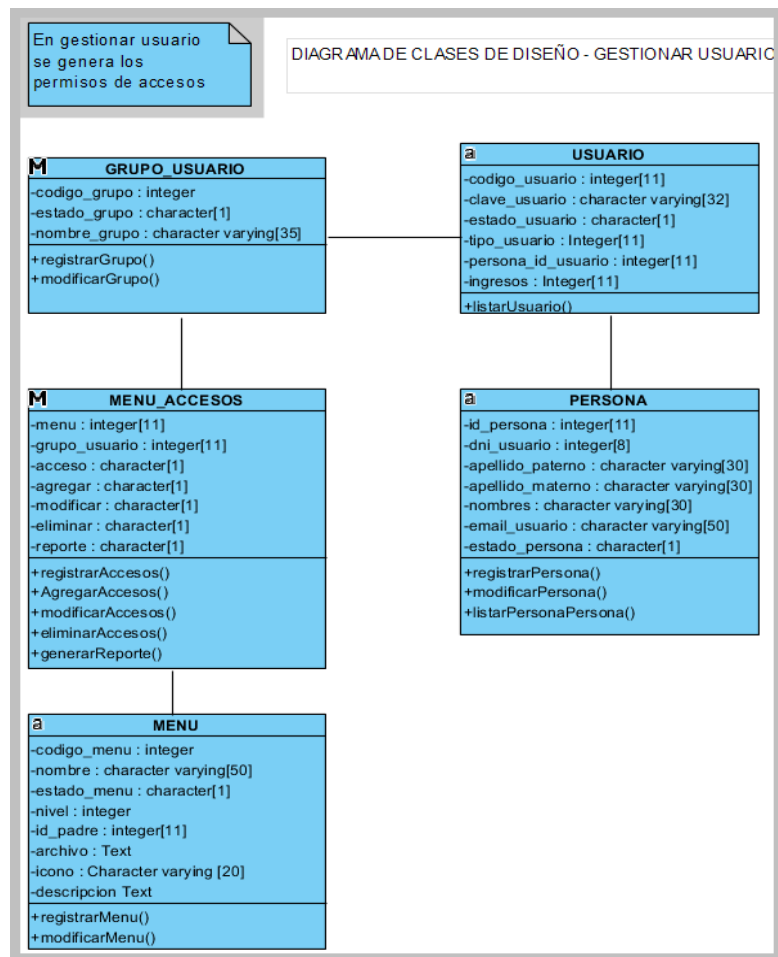 En gestionar usuario
se genera los
permisos de accesos
DIAGRAMA DE CLASES DE DISEÑO - GESTIONAR USUARIO
M
GRUPO_USUARIO
-codigo_grupo : integer
-estado_grupo : character[1]
-nombre_grupo : character varying[35]
+registrarGrupo()
+modificarGrupo()
a
USUARIO
-codigo_usuario : integer[11]
-clave_usuario : character varying[32]
-estado_usuario : character[1]
-tipo_usuario : Integer[11]
-persona_id_usuario : integer[11]
-ingresos : Integer[11]
+listarUsuario()
M
MENU_ACCESOS
-menu : integer[11]
-grupo_usuario : integer[11]
-acceso : character[1]
-agregar : character[1]
-modificar : character[1]
-eliminar : character[1]
-reporte : character[1]
+registrarAccesos()
+AgregarAccesos()
+modificarAccesos()
+eliminarAccesos()
+generarReporte()
a
PERSONA
-id_persona : integer[11]
-dni_usuario : integer[8]
-apellido_paterno : character varying[30]
-apellido_materno : character varying[30]
-nombres : character varying[30]
-email_usuario : character varying[50]
-estado_persona : character[1]
+registrarPersona()
+modificarPersona()
+listarPersonaPersona()
a
MENU
-codigo_menu : integer
-nombre : character varying[50]
-estado_menu : character[1]
-nivel : integer
-id_padre : integer[11]
-archivo : Text
-icono : Character varying [20]
-descripcion Text
+registrarMenu()
+modificarMenu()